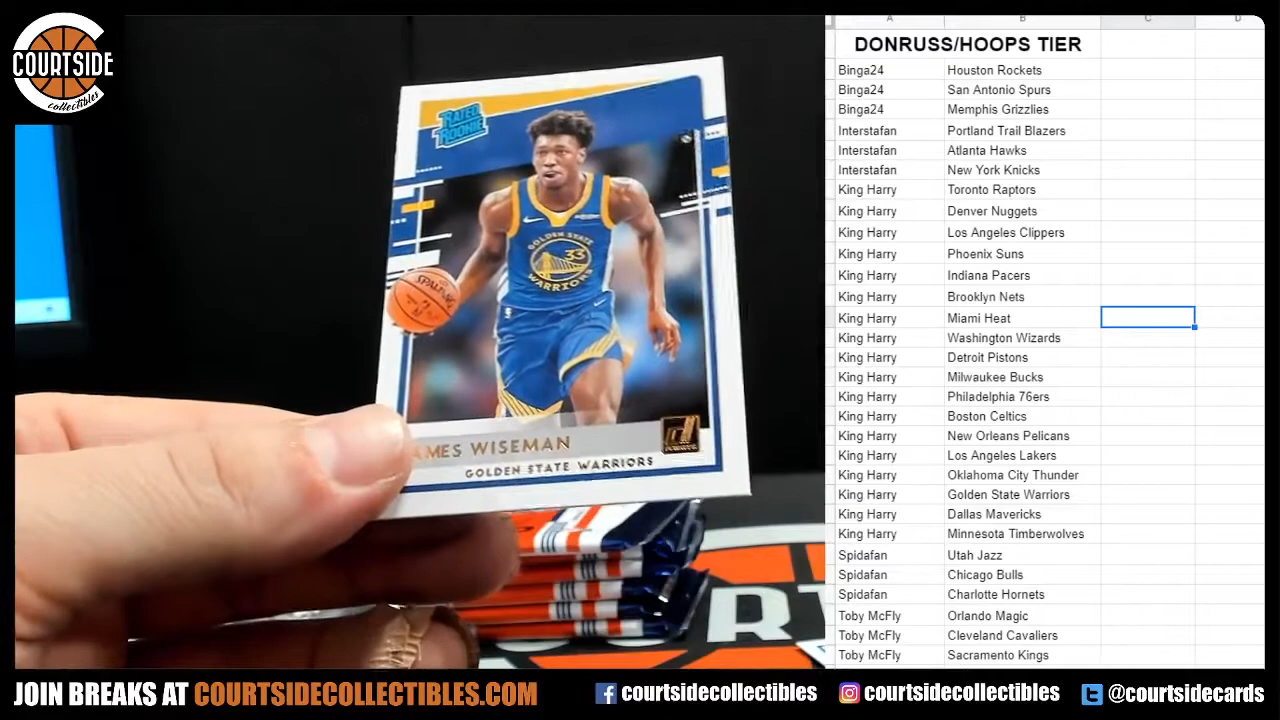 COURTSIDE
collectibles
RATED
ROOKIE
SPALDING
GOLDEN STATE
33
WARRIORS
AMES WISEMAN
GOLDEN STATE WARRIORS
A B C D
DONRUSS/HOOPS TIER
Binga24 Houston Rockets
Binga24 San Antonio Spurs
Binga24 Memphis Grizzlies
Interstafan Portland Trail Blazers
Interstafan Atlanta Hawks
Interstafan New York Knicks
King Harry Toronto Raptors
King Harry Denver Nuggets
King Harry Los Angeles Clippers
King Harry Phoenix Suns
King Harry Indiana Pacers
King Harry Brooklyn Nets
King Harry Miami Heat
King Harry Washington Wizards
King Harry Detroit Pistons
King Harry Milwaukee Bucks
King Harry Philadelphia 76ers
King Harry Boston Celtics
King Harry New Orleans Pelicans
King Harry Los Angeles Lakers
King Harry Oklahoma City Thunder
King Harry Golden State Warriors
King Harry Dallas Mavericks
King Harry Minnesota Timberwolves
Spidafan Utah Jazz
Spidafan Chicago Bulls
Spidafan Charlotte Hornets
Toby McFly Orlando Magic
Toby McFly Cleveland Cavaliers
Toby McFly Sacramento Kings
JOIN BREAKS AT COURTSIDECOLLECTIBLES.COM courtsidecollectibles courtsidecollectibles @courtsidecards